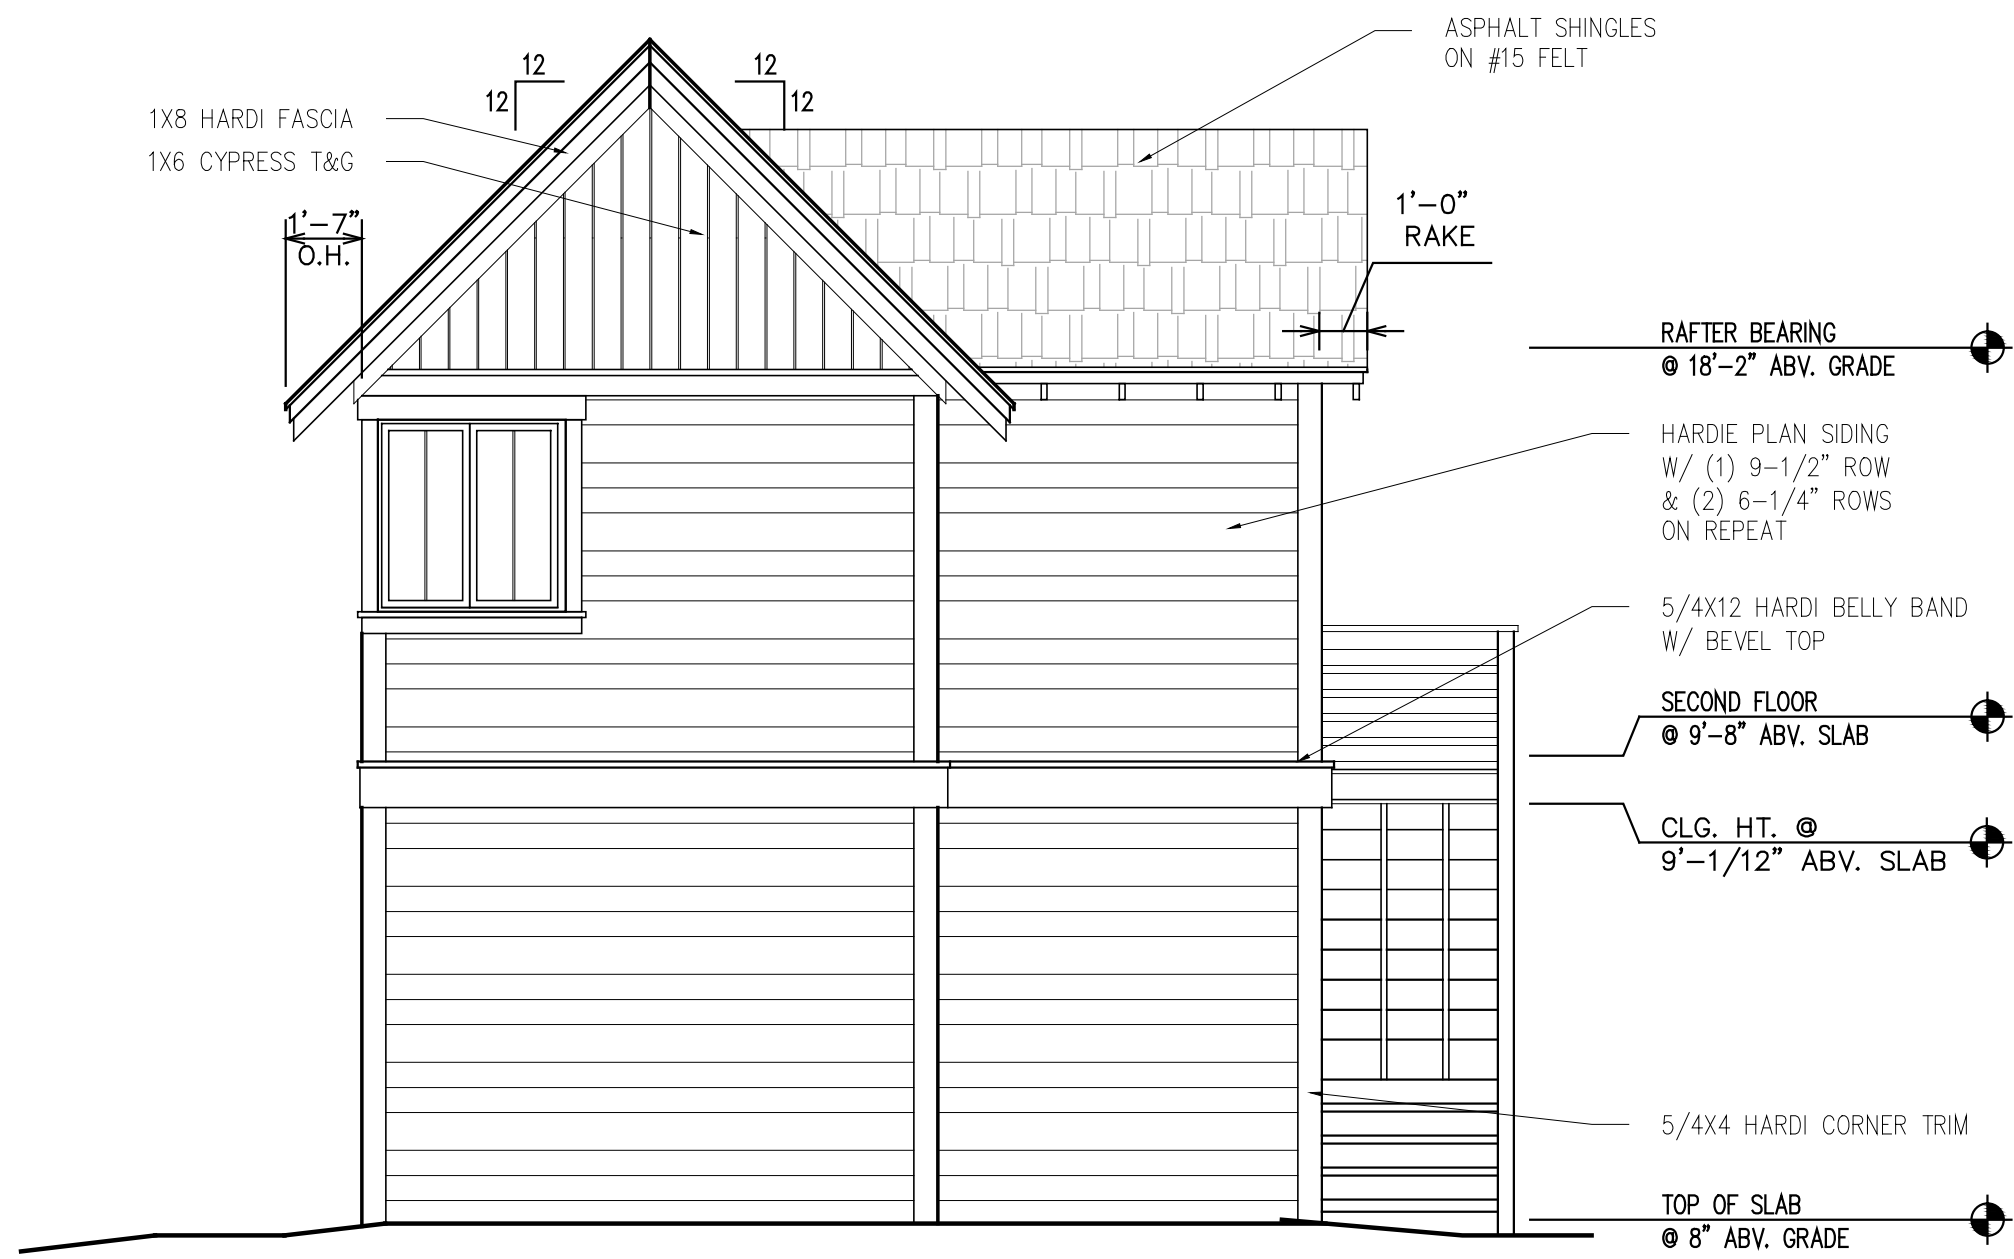 ASPHALT SHINGLES
ON #15 FELT
12
12
12
12
1X8 HARDI FASCIA
1X6 CYPRESS T&G
1'-7"
O.H.
1'-0"
RAKE
RAFTER BEARING
@ 18'-2" ABV. GRADE
HARDIE PLAN SIDING
W/ (1) 9-1/2" ROW
& (2) 6-1/4" ROWS
ON REPEAT
5/4X12 HARDI BELLY BAND
W/ BEVEL TOP
SECOND FLOOR
@ 9'-8" ABV. SLAB
CLG. HT. @
9'-1/12" ABV. SLAB
5/4X4 HARDI CORNER TRIM
TOP OF SLAB
@ 8" ABV. GRADE